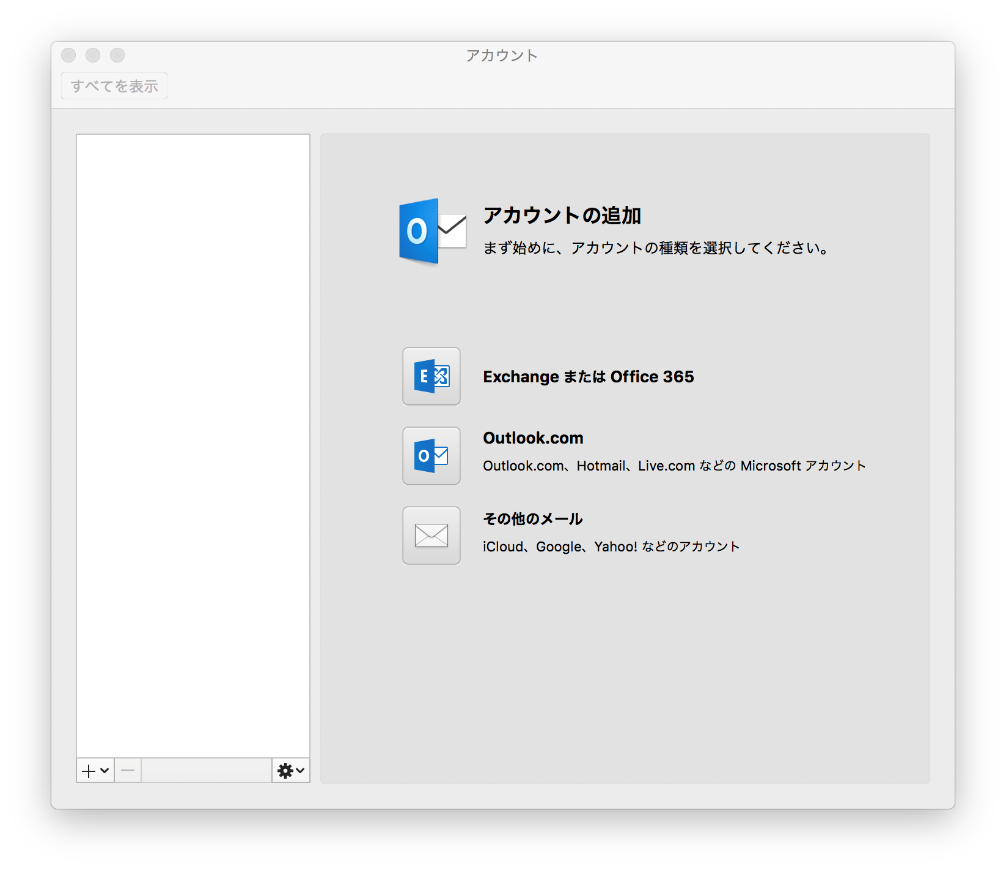 アカウント
すべてを表示
アカウントの追加
まず始めに、アカウントの種類を選択してください。
Exchange または Office 365
Outlook.com
Outlook.com、Hotmail、Live.com などの Microsoft アカウント
その他のメール
iCloud、Google、Yahoo! などのアカウント